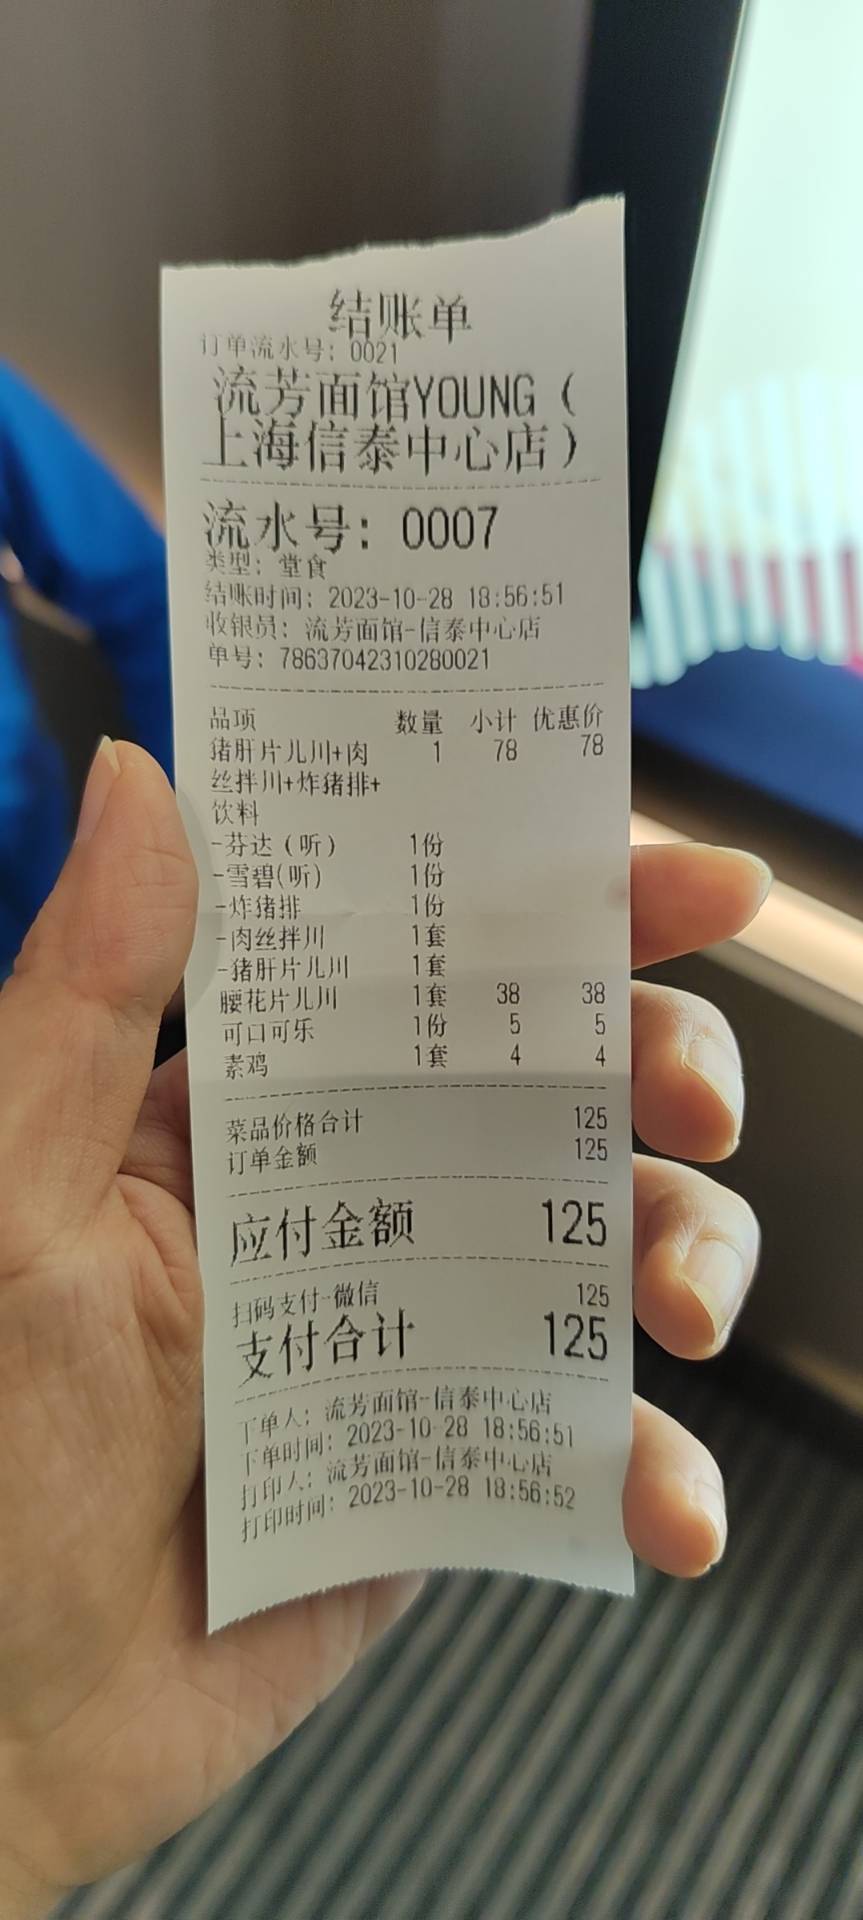 结账单
订单流水号: 0021
流芳面馆YOUNG（
上海信泰中心店）
流水号: 0007
类型: 堂食
结账时间: 2023-10-28 18:56:51
收银员: 流芳面馆-信泰中心店
单号: 78637042310280021
品项 数量 小计 优惠价
猪肝片儿川+肉 1 78 78
丝拌川+炸猪排+
饮料
-芬达（听） 1份
-雪碧(听) 1份
-炸猪排 1份
-肉丝拌川 1套
-猪肝片儿川 1套
腰花片儿川 1套 38 38
可口可乐 1份 5 5
素鸡 1套 4 4
菜品价格合计 125
订单金额 125
应付金额 125
扫码支付-微信 125
支付合计 125
下单人: 流芳面馆-信泰中心店
下单时间: 2023-10-28 18:56:51
打印人: 流芳面馆-信泰中心店
打印时间: 2023-10-28 18:56:52